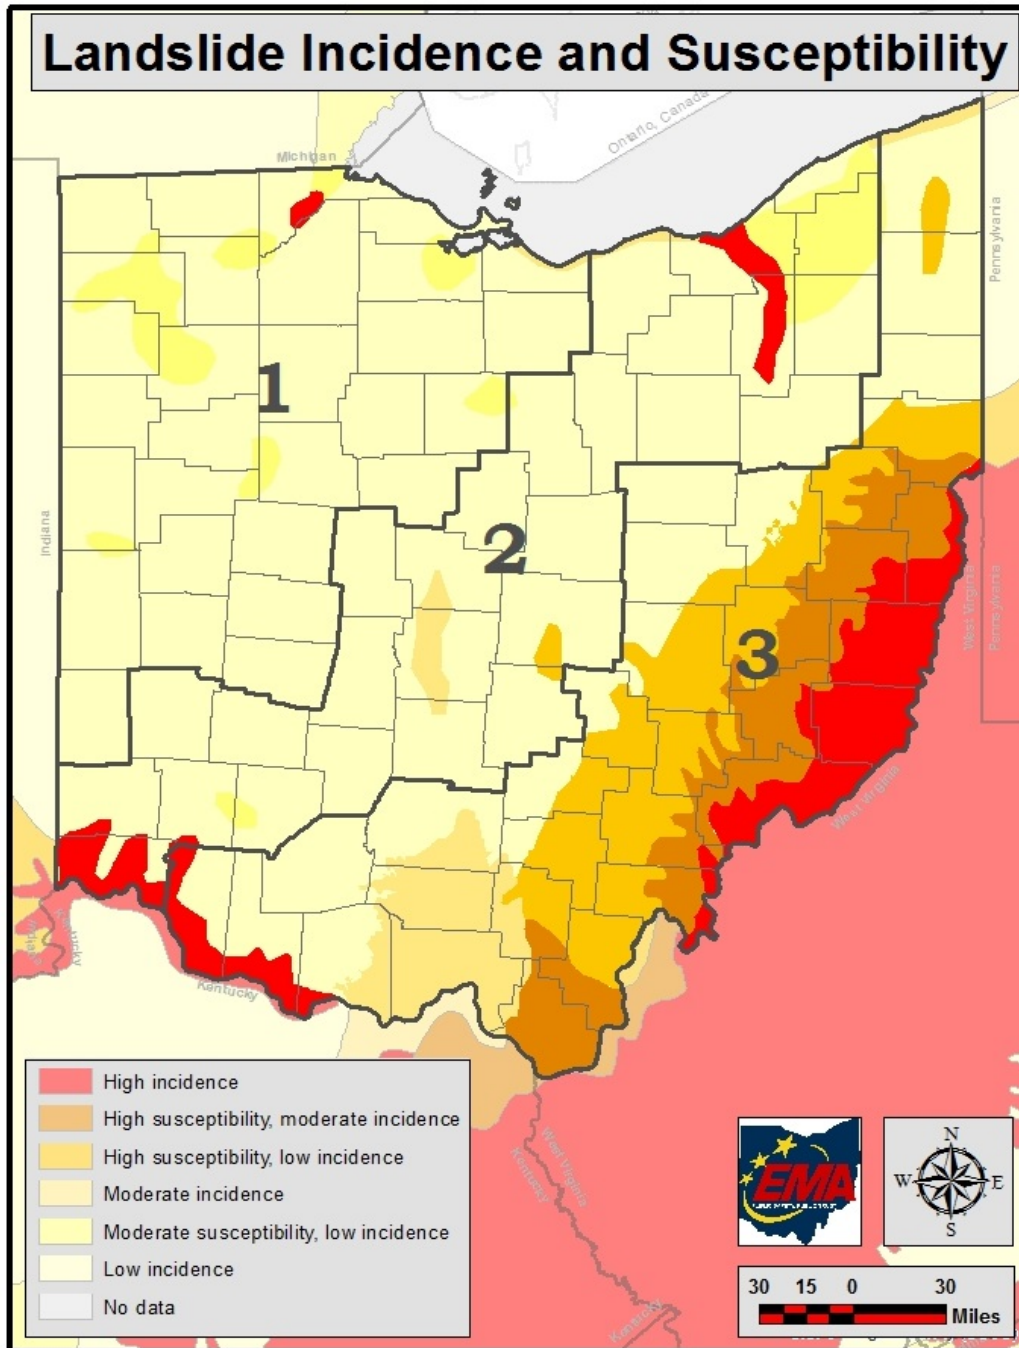 Landslide Incidence and Susceptibility
Ontario, Canada
Michigan
Pennsylvania
1
Indiana
2
West Virginia
Pennsylvania
3
West Virginia
Indiana
Kentucky
Kentucky
High incidence
High susceptibility, moderate incidence
High susceptibility, low incidence
Moderate incidence
Moderate susceptibility, low incidence
Low incidence
No data
West Virginia
Kentucky
Kentucky
EMA
N
W
E
S
30 15 0 30
Miles